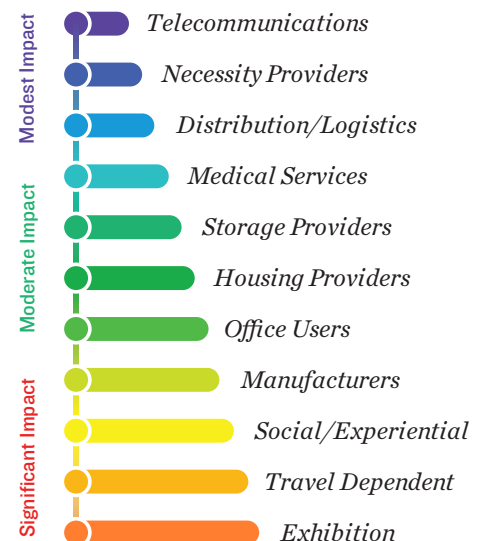 Modest Impact
Telecommunications
Necessity Providers
Distribution/Logistics
Medical Services
Moderate Impact
Storage Providers
Housing Providers
Office Users
Manufacturers
Significant Impact
Social/Experiential
Travel Dependent
Exhibition